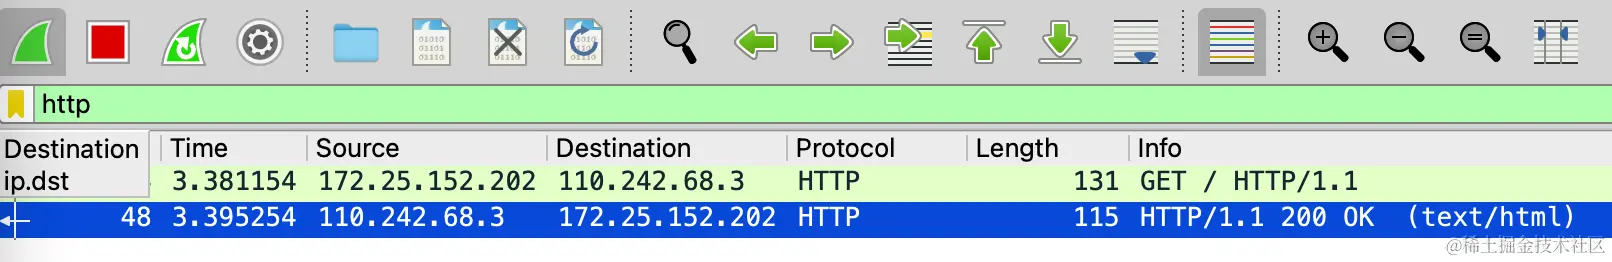 http
Destination Time Source Destination Protocol Length Info
ip.dst 3.381154 172.25.152.202 110.242.68.3 HTTP 131 GET / HTTP/1.1
48 3.395254 110.242.68.3 172.25.152.202 HTTP 115 HTTP/1.1 200 OK (text/html)
@稀土掘金技术社区